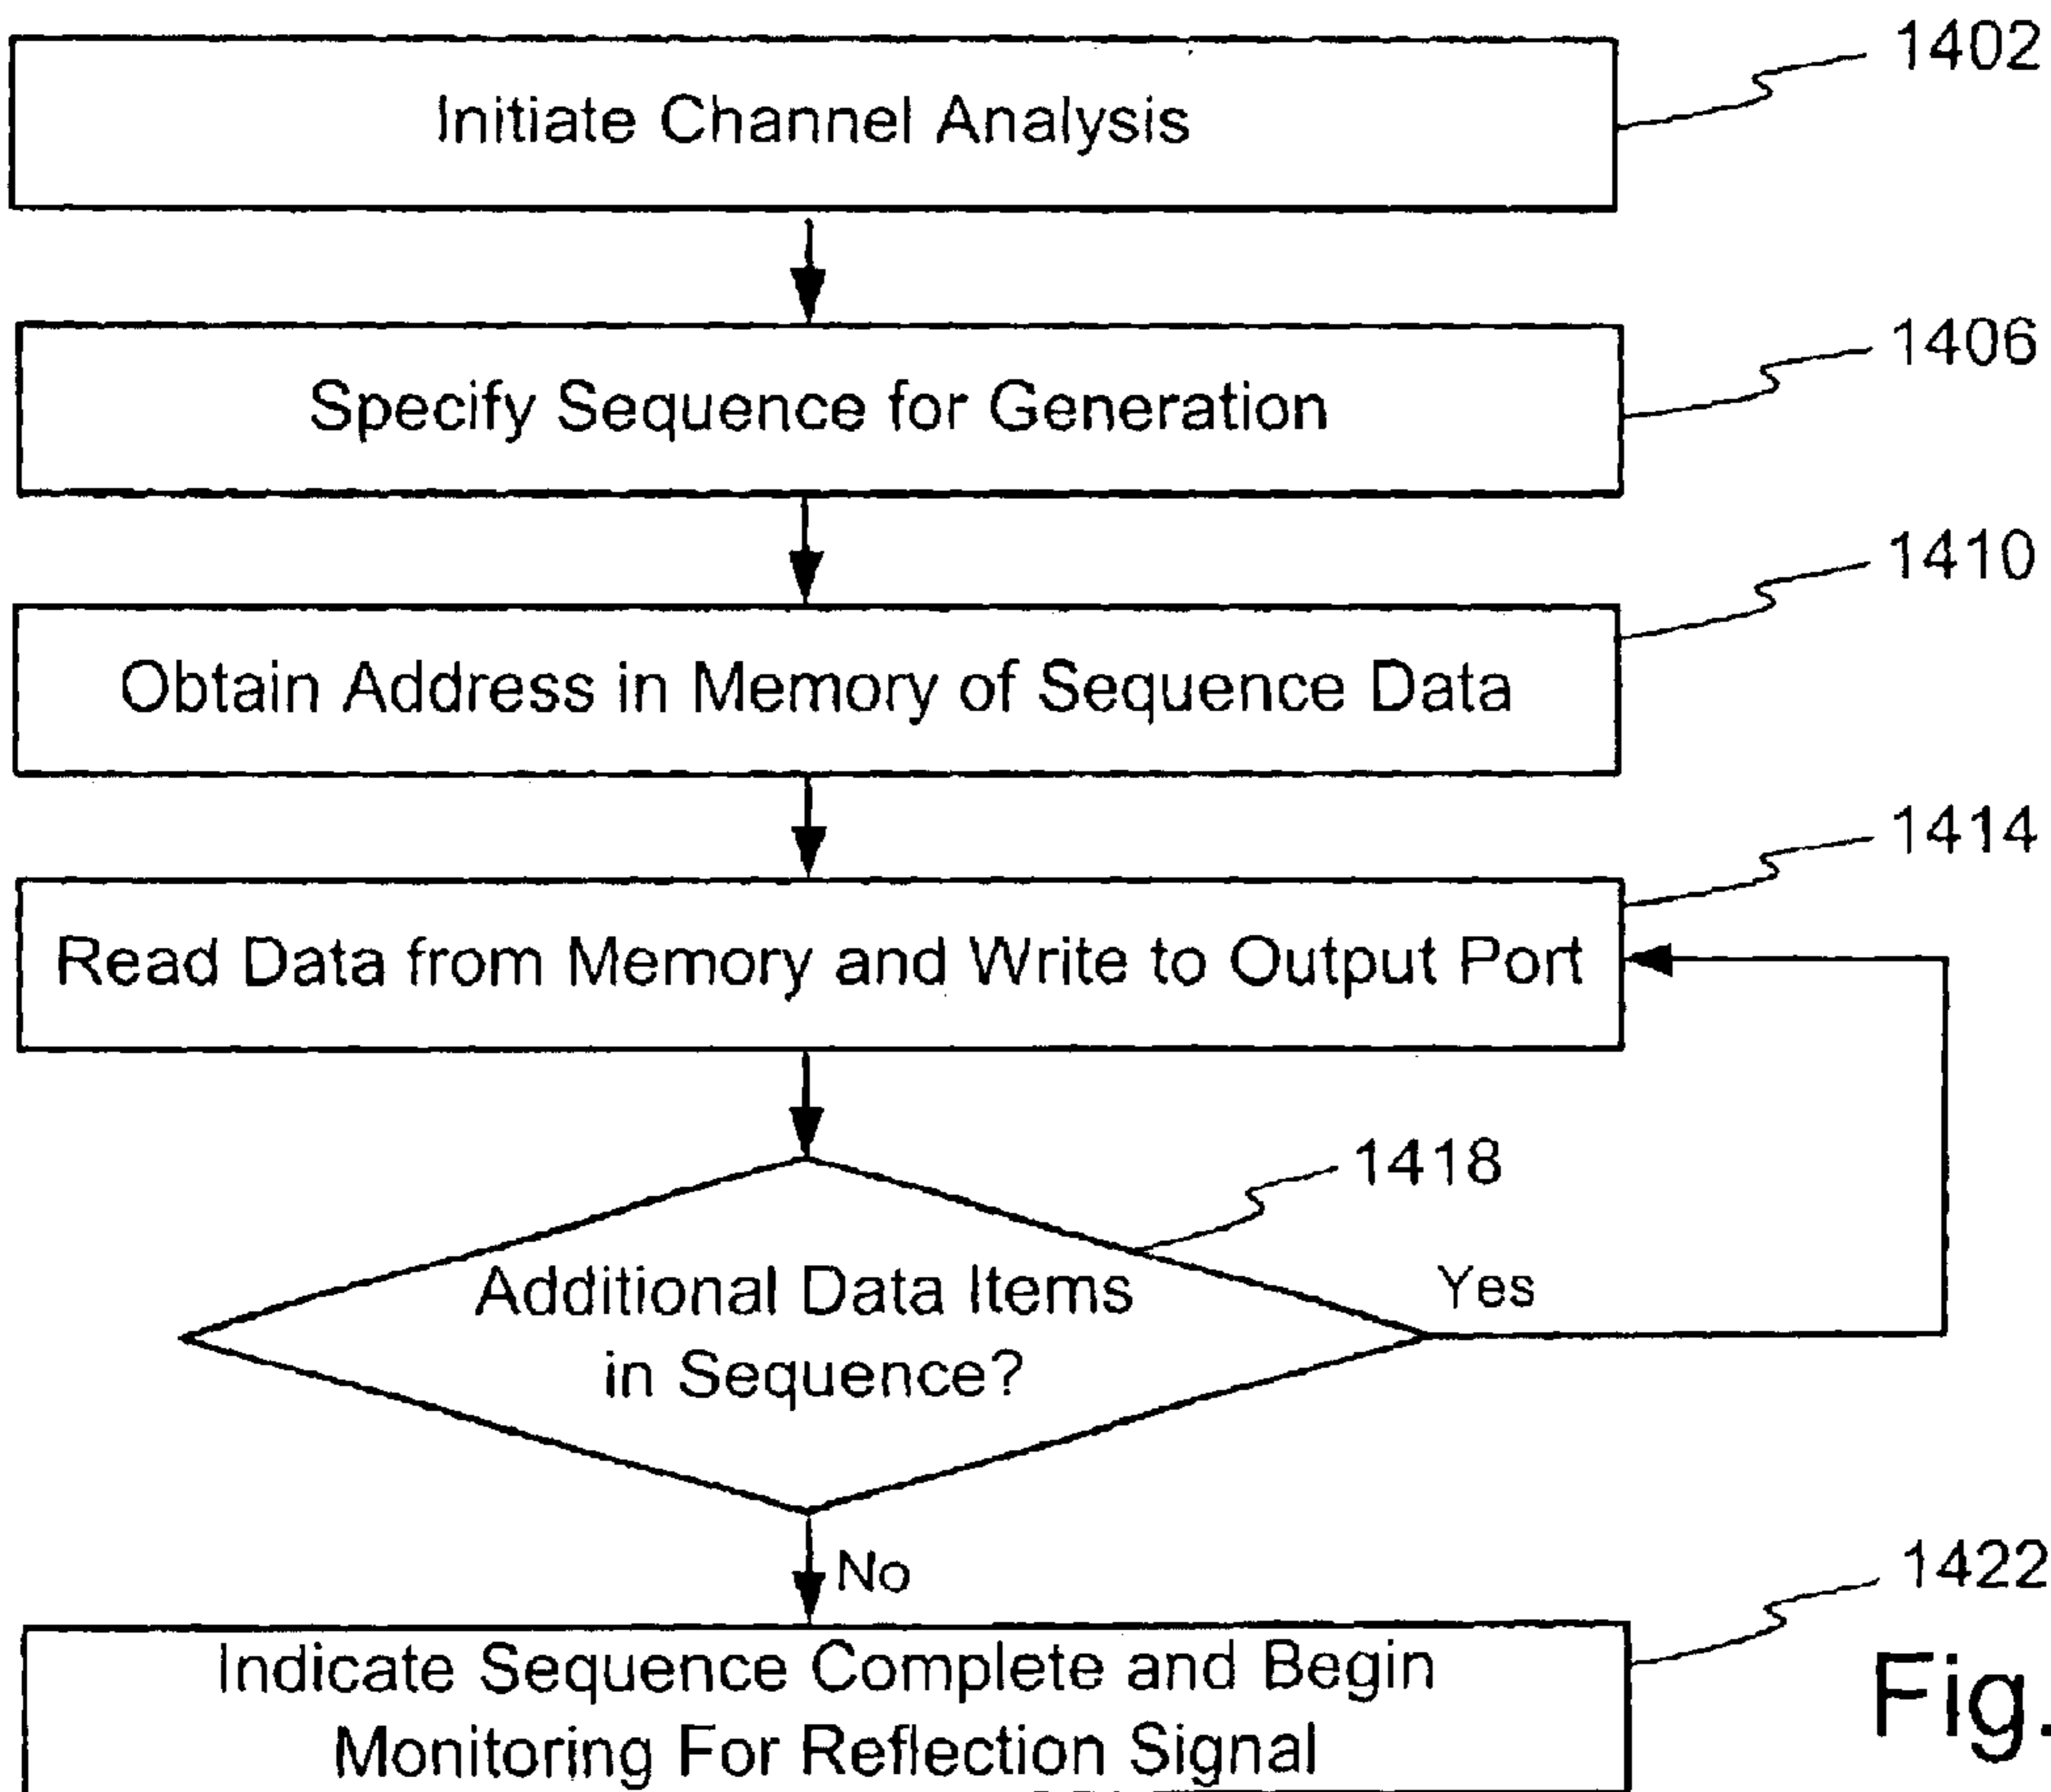 1402
Initiate Channel Analysis
1406
Specify Sequence for Generation
1410
Obtain Address in Memory of Sequence Data
1414
Read Data from Memory and Write to Output Port
1418
Additional Data Items
in Sequence?
Yes
No
1422
Indicate Sequence Complete and Begin
Monitoring For Reflection Signal
Fig.